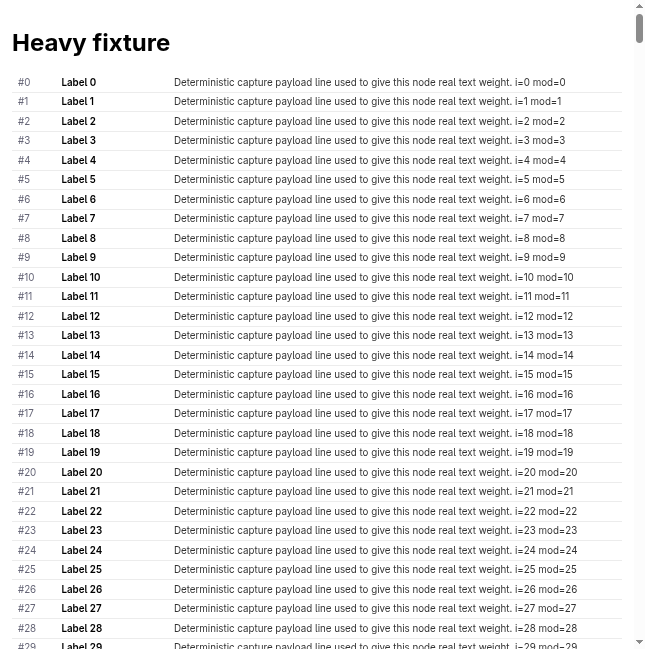 Heavy fixture
#0 Label 0 Deterministic capture payload line used to give this node real text weight. i=0 mod=0
#1 Label 1 Deterministic capture payload line used to give this node real text weight. i=1 mod=1
#2 Label 2 Deterministic capture payload line used to give this node real text weight. i=2 mod=2
#3 Label 3 Deterministic capture payload line used to give this node real text weight. i=3 mod=3
#4 Label 4 Deterministic capture payload line used to give this node real text weight. i=4 mod=4
#5 Label 5 Deterministic capture payload line used to give this node real text weight. i=5 mod=5
#6 Label 6 Deterministic capture payload line used to give this node real text weight. i=6 mod=6
#7 Label 7 Deterministic capture payload line used to give this node real text weight. i=7 mod=7
#8 Label 8 Deterministic capture payload line used to give this node real text weight. i=8 mod=8
#9 Label 9 Deterministic capture payload line used to give this node real text weight. i=9 mod=9
#10 Label 10 Deterministic capture payload line used to give this node real text weight. i=10 mod=10
#11 Label 11 Deterministic capture payload line used to give this node real text weight. i=11 mod=11
#12 Label 12 Deterministic capture payload line used to give this node real text weight. i=12 mod=12
#13 Label 13 Deterministic capture payload line used to give this node real text weight. i=13 mod=13
#14 Label 14 Deterministic capture payload line used to give this node real text weight. i=14 mod=14
#15 Label 15 Deterministic capture payload line used to give this node real text weight. i=15 mod=15
#16 Label 16 Deterministic capture payload line used to give this node real text weight. i=16 mod=16
#17 Label 17 Deterministic capture payload line used to give this node real text weight. i=17 mod=17
#18 Label 18 Deterministic capture payload line used to give this node real text weight. i=18 mod=18
#19 Label 19 Deterministic capture payload line used to give this node real text weight. i=19 mod=19
#20 Label 20 Deterministic capture payload line used to give this node real text weight. i=20 mod=20
#21 Label 21 Deterministic capture payload line used to give this node real text weight. i=21 mod=21
#22 Label 22 Deterministic capture payload line used to give this node real text weight. i=22 mod=22
#23 Label 23 Deterministic capture payload line used to give this node real text weight. i=23 mod=23
#24 Label 24 Deterministic capture payload line used to give this node real text weight. i=24 mod=24
#25 Label 25 Deterministic capture payload line used to give this node real text weight. i=25 mod=25
#26 Label 26 Deterministic capture payload line used to give this node real text weight. i=26 mod=26
#27 Label 27 Deterministic capture payload line used to give this node real text weight. i=27 mod=27
#28 Label 28 Deterministic capture payload line used to give this node real text weight. i=28 mod=28
#29 Label 29 Deterministic capture payload line used to give this node real text weight. i=29 mod=29